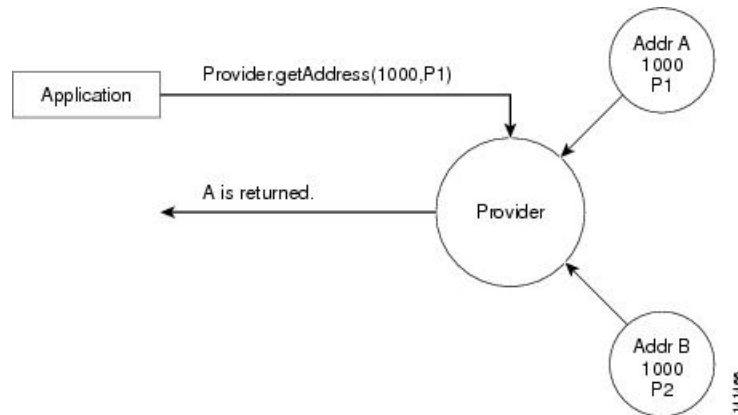 Provider.getAddress(1000,P1)
Application
Addr A
1000
P1
A is returned.
Provider
Addr B
1000
P2